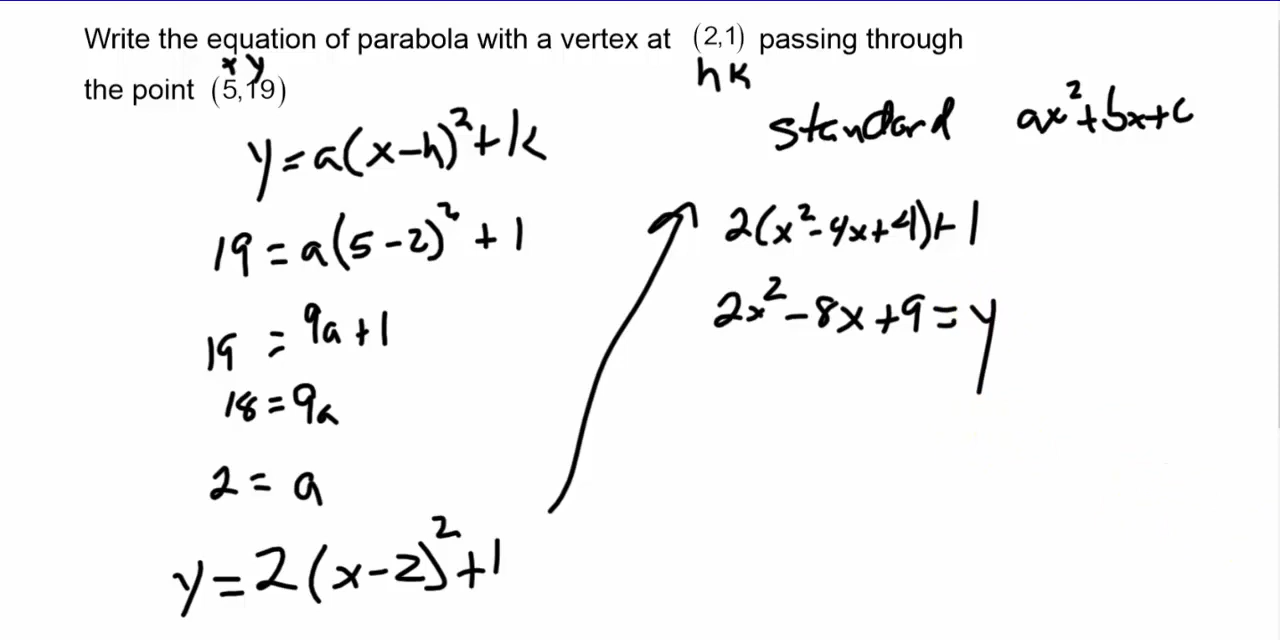 Write the equation of parabola with a vertex at (2,1) passing through
the point (5,19)
x y
h k
y = a(x-h)² + k
19 = a(5-2)² + 1
19 = 9a + 1
18 = 9a
2 = a
y = 2(x-2)² + 1
standard ax² + bx + c
2(x² - 4x + 4) + 1
2x² - 8x + 9 = y